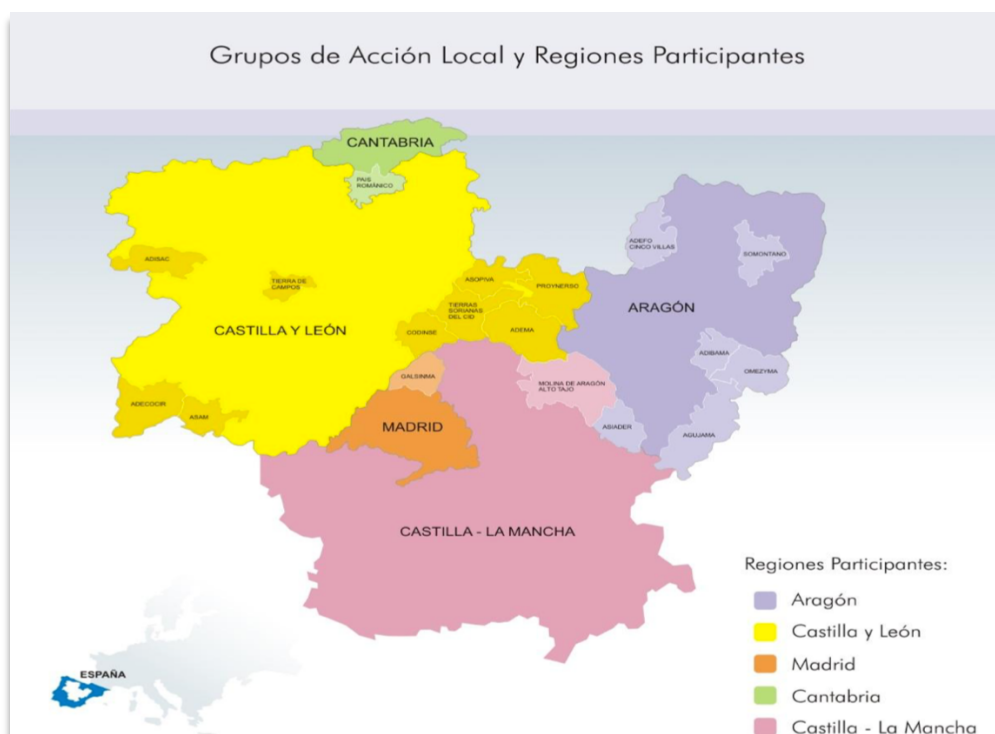 Grupos de Acción Local y Regiones Participantes
CANTABRIA
PAIS
ROMÁNICO
ADEFO
CINCO VILLAS
SOMONTANO
ADISAC
TIERRA DE
CAMPOS
ASOPIVA
PROYNERSO
TIERRAS
SORIANAS
DEL CID
ARAGÓN
CASTILLA Y LEÓN
CODINSE
ADEMA
ADIBAMA
OMEZYMA
GALSINMA
MOLINA DE ARAGÓN
ALTO TAJO
ADECOCIR
ASAM
MADRID
ASIADER
AGUJAMA
CASTILLA - LA MANCHA
Regiones Participantes:
Aragón
Castilla y León
Madrid
Cantabria
Castilla - La Mancha
ESPAÑA